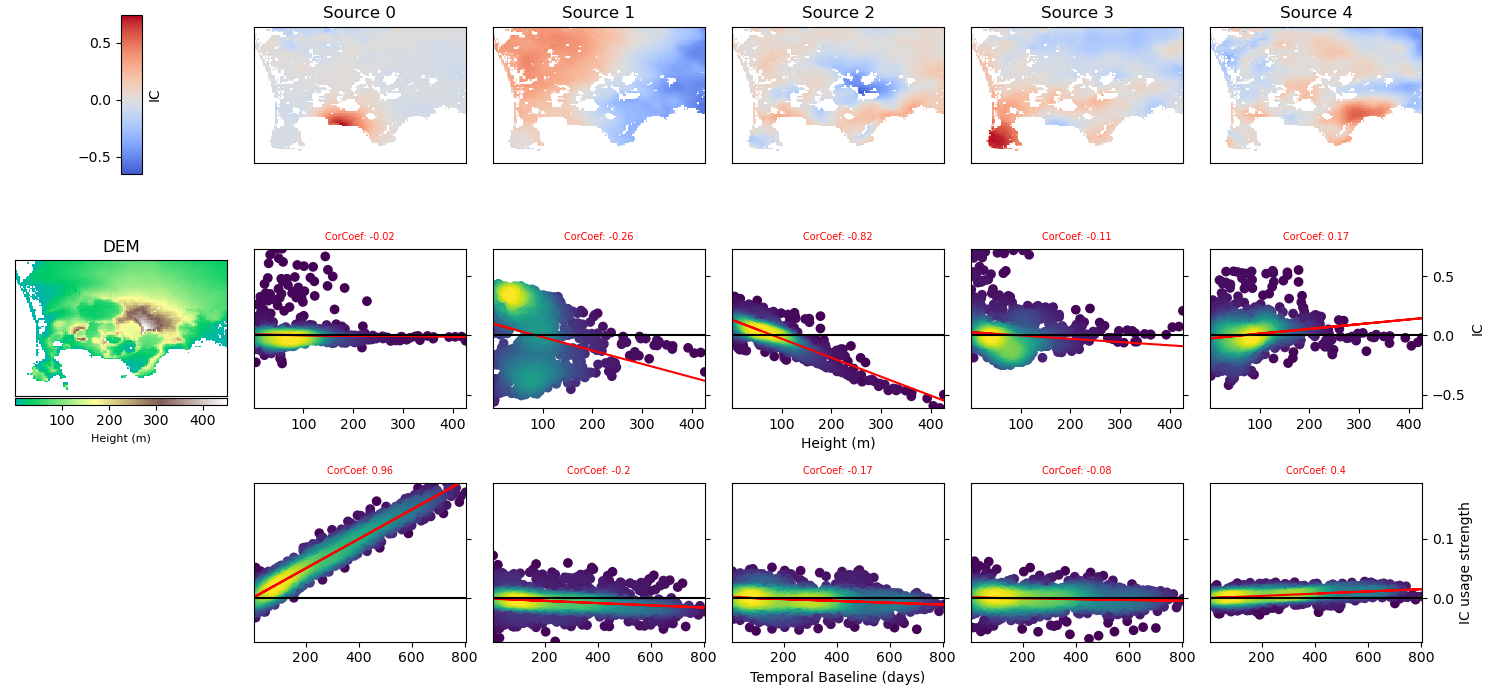 Source 0 Source 1 Source 2 Source 3 Source 4
0.5
0.0
−0.5
IC
CorCoef: -0.02 CorCoef: -0.26 CorCoef: -0.82 CorCoef: -0.11 CorCoef: 0.17
DEM
100 200 300 400
Height (m)
0.5
0.0
−0.5
IC
100 200 300 400 100 200 300 400 100 200 300 400 100 200 300 400 100 200 300 400
Height (m)
CorCoef: 0.96 CorCoef: -0.2 CorCoef: -0.17 CorCoef: -0.08 CorCoef: 0.4
0.1
0.0
IC usage strength
200 400 600 800 200 400 600 800 200 400 600 800 200 400 600 800 200 400 600 800
Temporal Baseline (days)